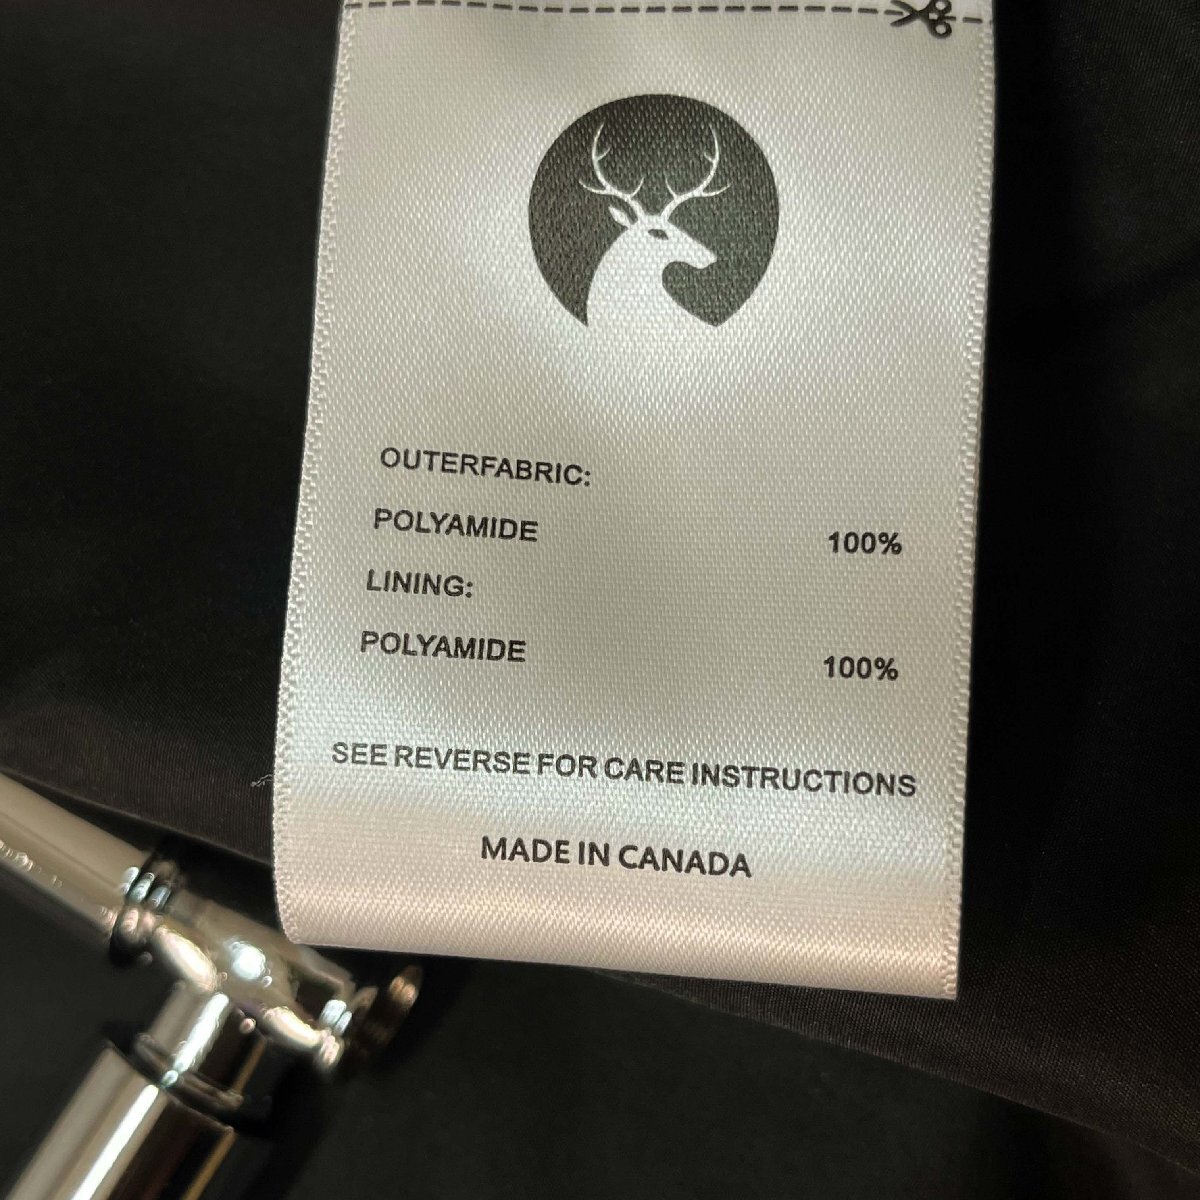 OUTERFABRIC:
POLYAMIDE 100%
LINING:
POLYAMIDE 100%
SEE REVERSE FOR CARE INSTRUCTIONS
MADE IN CANADA